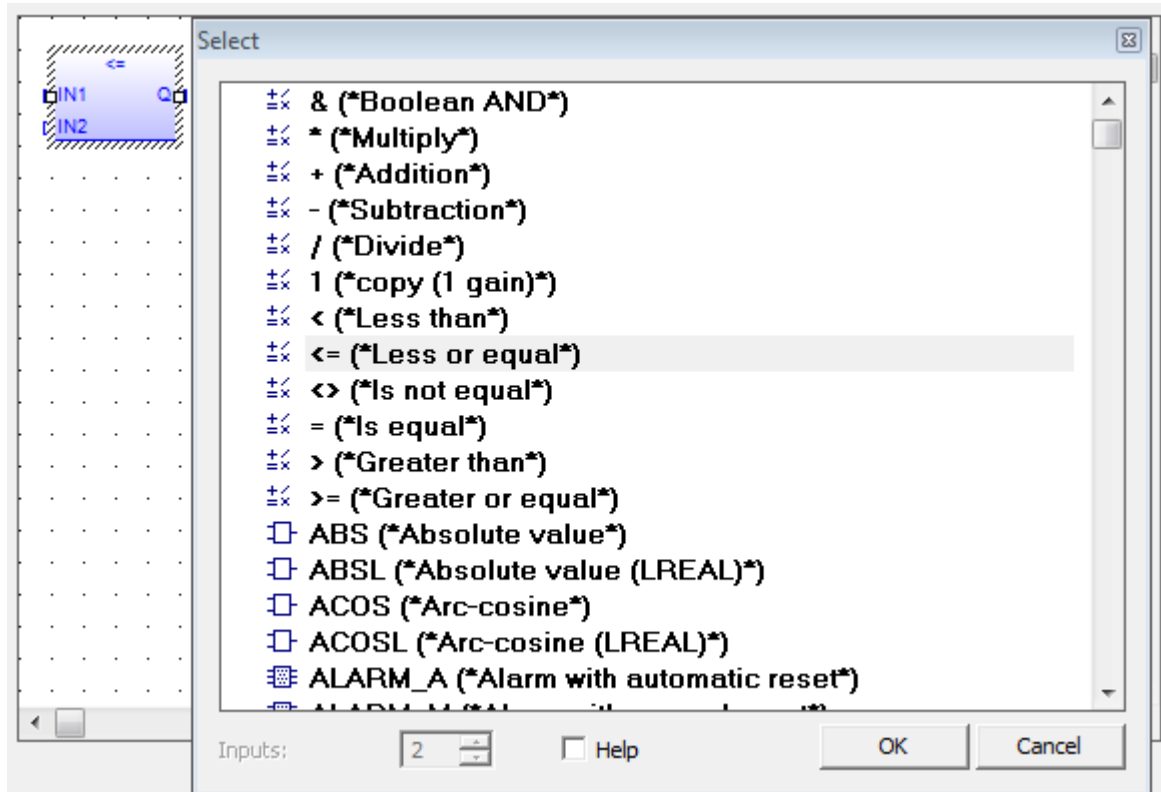 Select
<=
IN1 Q
IN2
& (*Boolean AND*)
* (*Multiply*)
+ (*Addition*)
- (*Subtraction*)
/ (*Divide*)
1 (*copy (1 gain)*)
< (*Less than*)
<= (*Less or equal*)
<> (*Is not equal*)
= (*Is equal*)
> (*Greater than*)
>= (*Greater or equal*)
ABS (*Absolute value*)
ABSL (*Absolute value (LREAL)*)
ACOS (*Arc-cosine*)
ACOSL (*Arc-cosine (LREAL)*)
ALARM_A (*Alarm with automatic reset*)
Inputs: 2 Help OK Cancel